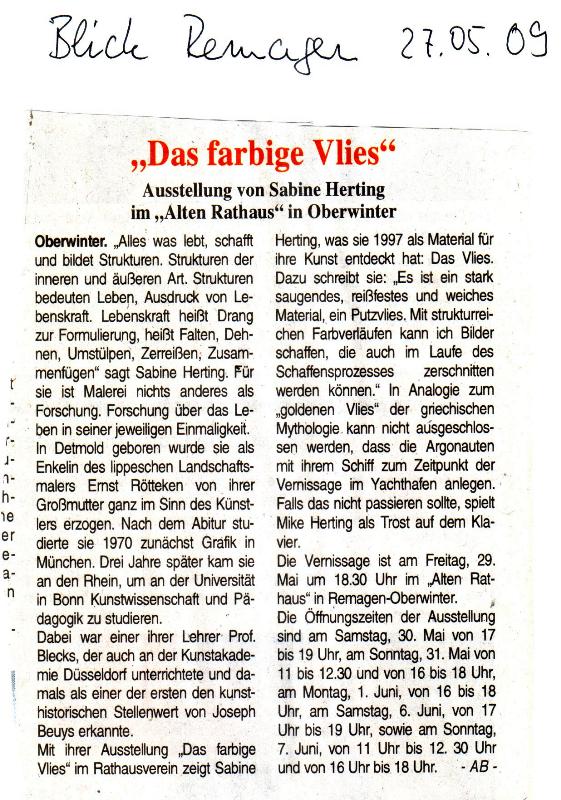 Blick Remagen 27.05.09
„Das farbige Vlies“
Ausstellung von Sabine Herting
im „Alten Rathaus“ in Oberwinter
Oberwinter. „Alles was lebt, schafft
und bildet Strukturen. Strukturen der
inneren und äußeren Art. Strukturen
bedeuten Leben, Ausdruck von Le-
benskraft. Lebenskraft heißt Drang
zur Formulierung, heißt Falten, Deh-
nen, Umstülpen, Zerreißen, Zusam-
menfügen“ sagt Sabine Herting. Für
sie ist Malerei nichts anderes als
Forschung. Forschung über das Le-
ben in seiner jeweiligen Einmaligkeit.
In Detmold geboren wurde sie als
Enkelin des lippeschen Landschafts-
malers Ernst Rötteken von ihrer
Großmutter ganz im Sinn des Künst-
lers erzogen. Nach dem Abitur stu-
dierte sie 1970 zunächst Grafik in
München. Drei Jahre später kam sie
an den Rhein, um an der Universität
in Bonn Kunstwissenschaft und Pä-
dagogik zu studieren.
Dabei war einer ihrer Lehrer Prof.
Blecks, der auch an der Kunstakade-
mie Düsseldorf unterrichtete und da-
mals als einer der ersten den kunst-
historischen Stellenwert von Joseph
Beuys erkannte.
Mit ihrer Ausstellung „Das farbige
Vlies“ im Rathausverein zeigt Sabine
Herting, was sie 1997 als Material für
ihre Kunst entdeckt hat: Das Vlies.
Dazu schreibt sie: „Es ist ein stark
saugendes, reißfestes und weiches
Material, ein Putzvlies. Mit strukturrei-
chen Farbverläufen kann ich Bilder
schaffen, die auch im Laufe des
Schaffensprozesses zerschnitten
werden können.“ In Analogie zum
„goldenen Vlies“ der griechischen
Mythologie kann nicht ausgeschlos-
sen werden, dass die Argonauten
mit ihrem Schiff zum Zeitpunkt der
Vernissage im Yachthafen anlegen.
Falls das nicht passieren sollte, spielt
Mike Herting als Trost auf dem Kla-
vier.
Die Vernissage ist am Freitag, 29.
Mai um 18.30 Uhr im „Alten Rat-
haus“ in Remagen-Oberwinter.
Die Öffnungszeiten der Ausstellung
sind am Samstag, 30. Mai von 17
bis 19 Uhr, am Sonntag, 31. Mai von
11 bis 12.30 und von 16 bis 18 Uhr,
am Montag, 1. Juni, von 16 bis 18
Uhr, am Samstag, 6. Juni, von 17
Uhr bis 19 Uhr, sowie am Sonntag,
7. Juni, von 11 Uhr bis 12. 30 Uhr
und von 16 Uhr bis 18 Uhr. - AB -